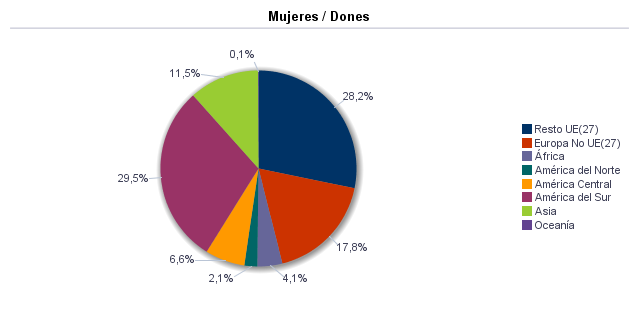 Mujeres / Dones
0,1%
11,5%
28,2%
29,5%
17,8%
6,6%
2,1%
4,1%
Resto UE(27)
Europa No UE(27)
África
América del Norte
América Central
América del Sur
Asia
Oceanía